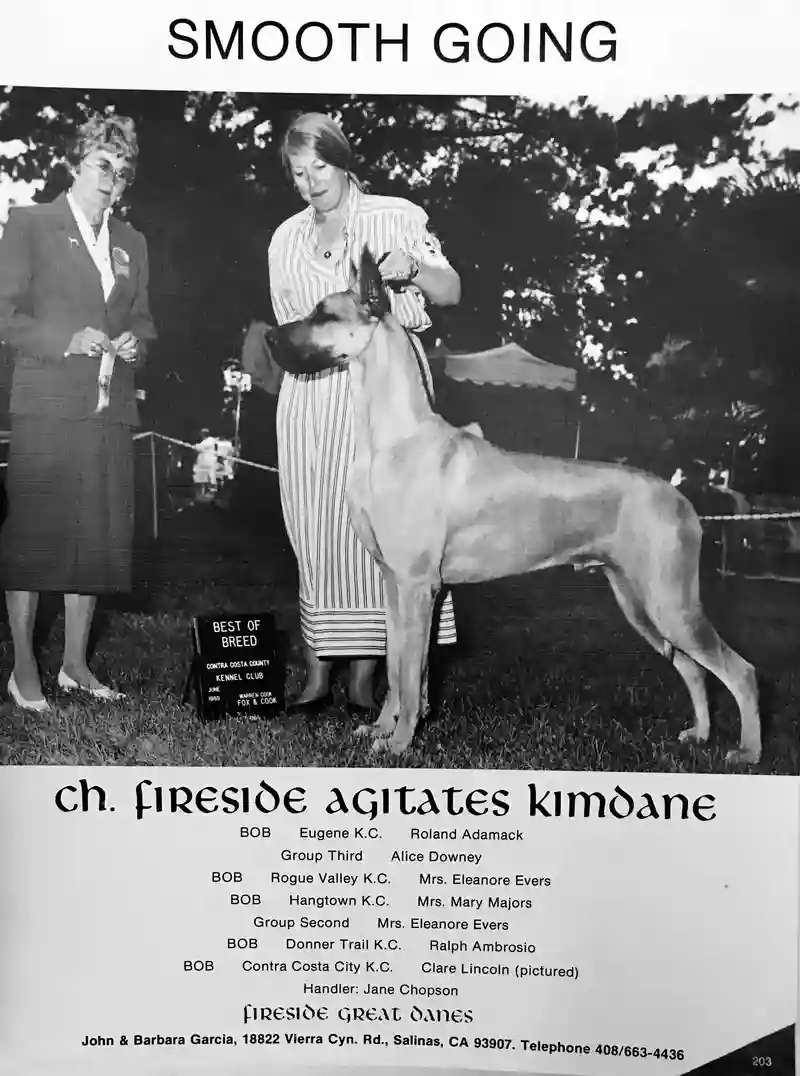 SMOOTH GOING
BEST OF
BREED
CONTRA COSTA COUNTY
KENNEL CLUB
JUNE
WARREN COOK
FOX & COOK
Ch. Fireside Agitates Kimdane
BOB Eugene K.C. Roland Adamack
Group Third Alice Downey
BOB Rogue Valley K.C. Mrs. Eleanore Evers
BOB Hangtown K.C. Mrs. Mary Majors
Group Second Mrs. Eleanore Evers
BOB Donner Trail K.C. Ralph Ambrosio
BOB Contra Costa City K.C. Clare Lincoln (pictured)
Handler: Jane Chopson
Fireside Great Danes
John & Barbara Garcia, 18822 Vierra Cyn. Rd., Salinas, CA 93907. Telephone 408/663-4436
203